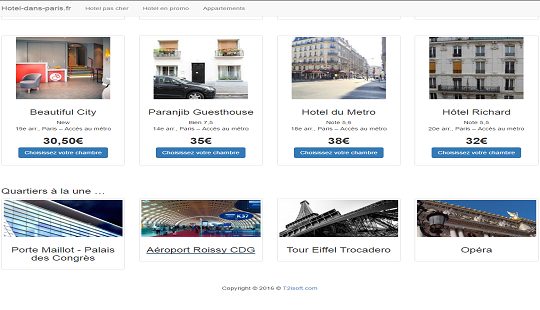 Hotel-dans-paris.fr Hotel pas cher Hotel en promo Appartements
Beautiful City
New
19e arr., Paris – Accès au métro
30,50€
Choisissez votre chambre
Paranjib Guesthouse
Bien 7,5
14e arr., Paris – Accès au métro
35€
Choisissez votre chambre
Hotel du Metro
Note 5,6
18e arr., Paris – Accès au métro
38€
Choisissez votre chambre
Hôtel Richard
Note 5,5
20e arr., Paris – Accès au métro
32€
Choisissez votre chambre
Quartiers à la une ...
Porte Maillot - Palais
des Congrès
Aéroport Roissy CDG
Tour Eiffel Trocadero
Opéra
Copyright © 2016 © T2isoft.com